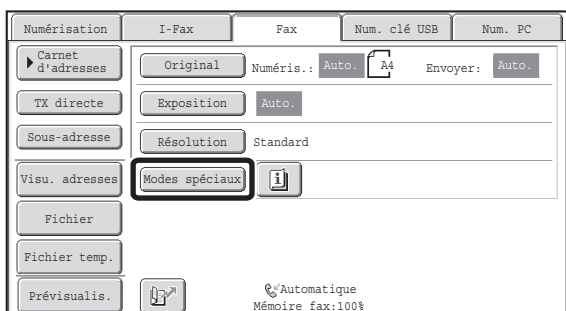 Numérisation I-Fax Fax Num. clé USB Num. PC
Carnet
d'adresses
Original Numéris.: Auto. A4 Envoyer: Auto.
TX directe
Exposition Auto.
Sous-adresse
Résolution Standard
Visu. adresses
Modes spéciaux
Fichier
Fichier temp.
Prévisualis.
Automatique
Mémoire fax:100%